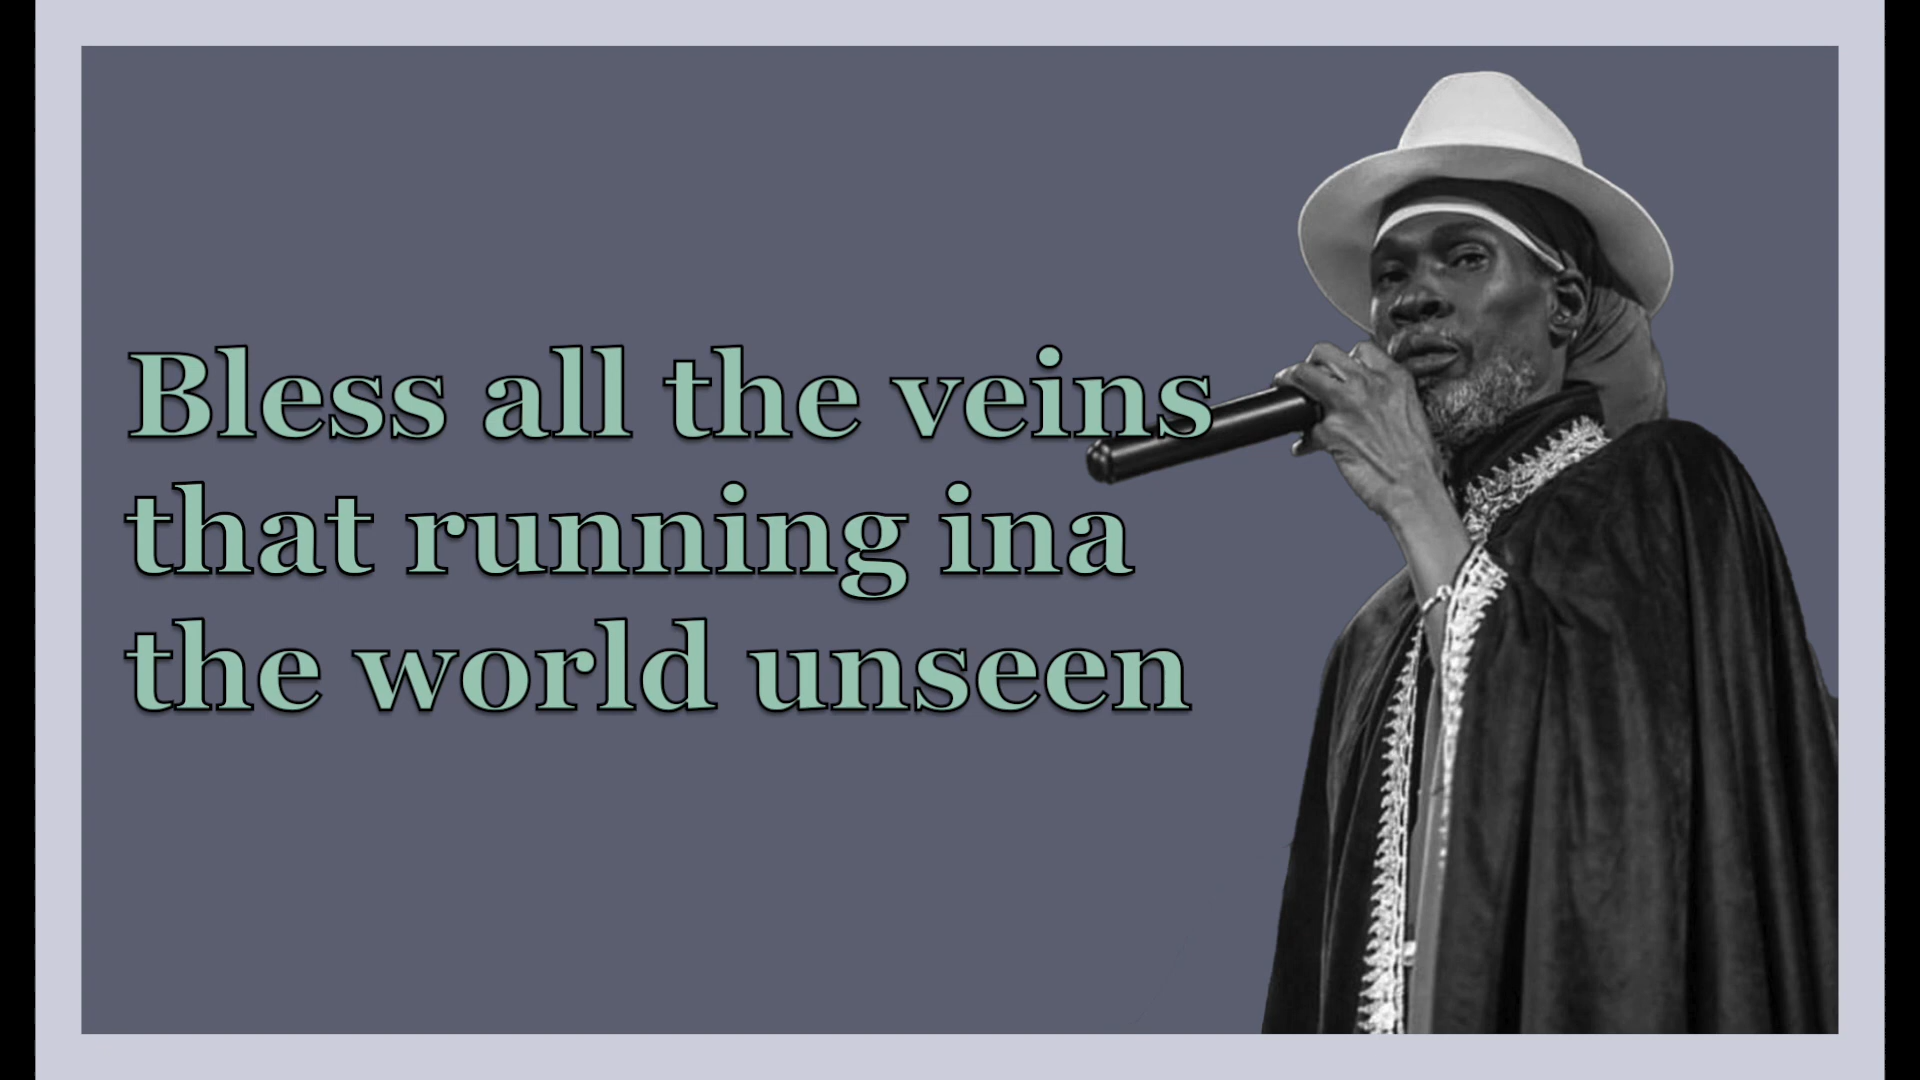 Bless all the veins
that running ina
the world unseen